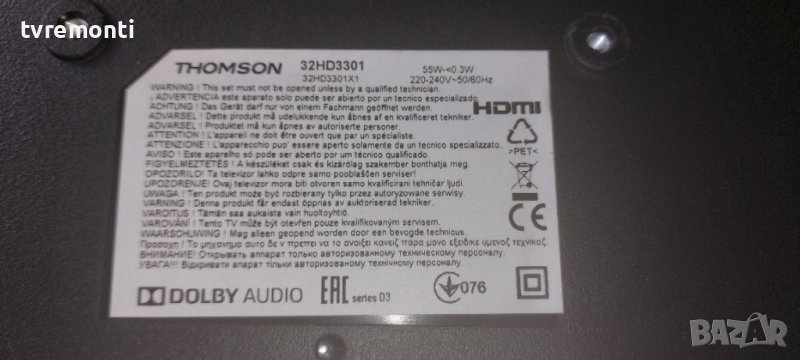 tvremonti
THOMSON 32HD3301 55W-<0.3W
32HD3301X1 220-240V~50/60Hz
WARNING ! This set must not be opened unless by a qualified technician.
¡ ADVERTENCIA este aparato solo puede ser abierto por un tecnico especializado.
ACHTUNG ! Das Gerät darf nur von einem Fachmann geöffnet werden.
ADVARSEL ! Dette produkt må udelukkende kun åbnes af en kvalificeret tekniker.
ADVARSEL ! Produktet må kun åpnes av autoriserte personer.
ATTENTION ! L'appareil ne doit être ouvert que par un spécialiste.
ATTENZIONE ! L'apparecchio puo' essere aperto solamente da un tecnico specializzato.
AVISO ! Este aparelho só pode ser aberto por um técnico qualificado.
FIGYELMEZTETÉS ! A készüléket csak és kizárólag szakember bonthatja meg.
OPOZORILO! Ta televizor lahko odpre samo pooblaščen serviser!
UPOZORENJE! Ovaj televizor mora biti otvoren samo kvalifikirani tehničar ljudi.
UWAGA ! Ten produkt może być rozbierany tylko przez autoryzowane serwisy.
VARNING ! Denna produkt får endast öppnas av auktoriserad tekniker.
VAROITUS ! Tämän saa aukaista vain huoltoyhtiö.
VAROVÁNÍ ! Tento TV může být otevřen pouze kvalifikovaným servisem.
WAARSCHUWING ! Mag alleen geopend worden door een bevoegde technicus
Προσοχη ! Το μηχανημα αυτο δε ν πρεπει να το ανοιξει κανεις παρα μονο εξειδικε υμενος τεχνικος.
ВНИМАНИЕ! Открывать аппарат только авторизованному техническому персоналу.
УВАГА!!! Відкривати апарат тільки авторизованому технічному персоналу.
HDMI
>PET<
CE
DOLBY AUDIO EAC series D3 076
BAZAR